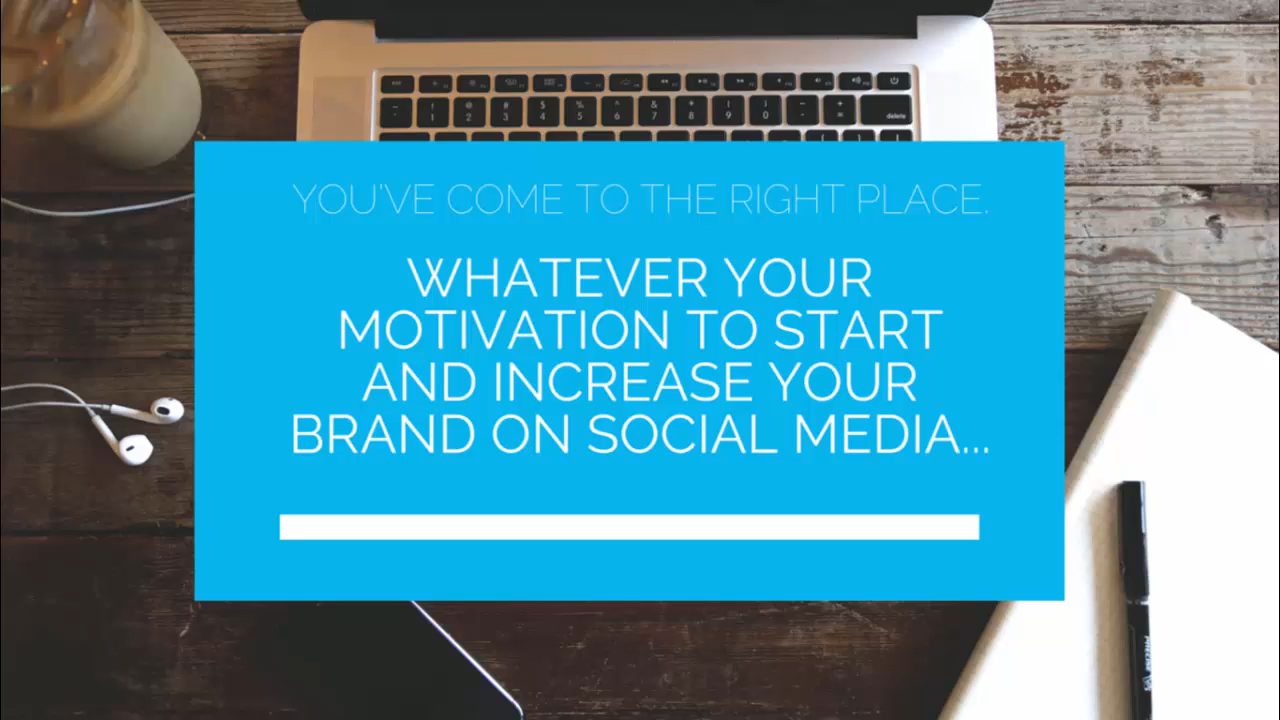 YOU'VE COME TO THE RIGHT PLACE.
WHATEVER YOUR
MOTIVATION TO START
AND INCREASE YOUR
BRAND ON SOCIAL MEDIA...
delete